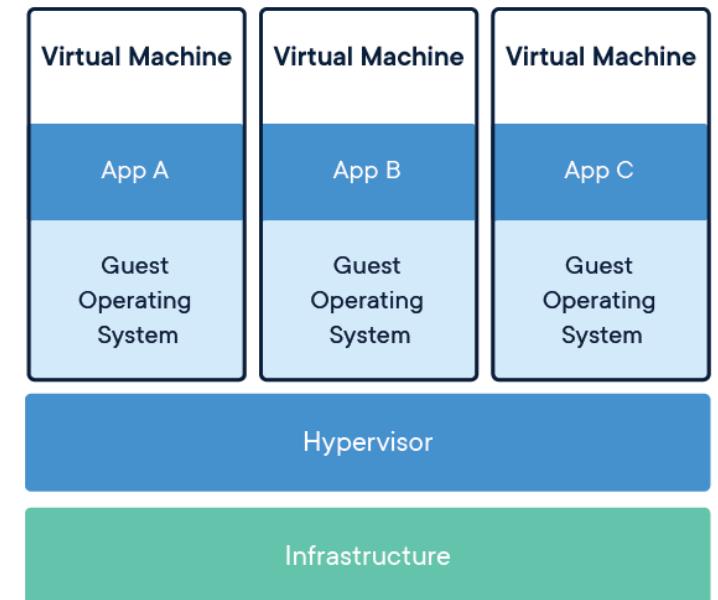 Virtual Machine
Virtual Machine
Virtual Machine
App A
App B
App C
Guest
Operating
System
Guest
Operating
System
Guest
Operating
System
Hypervisor
Infrastructure